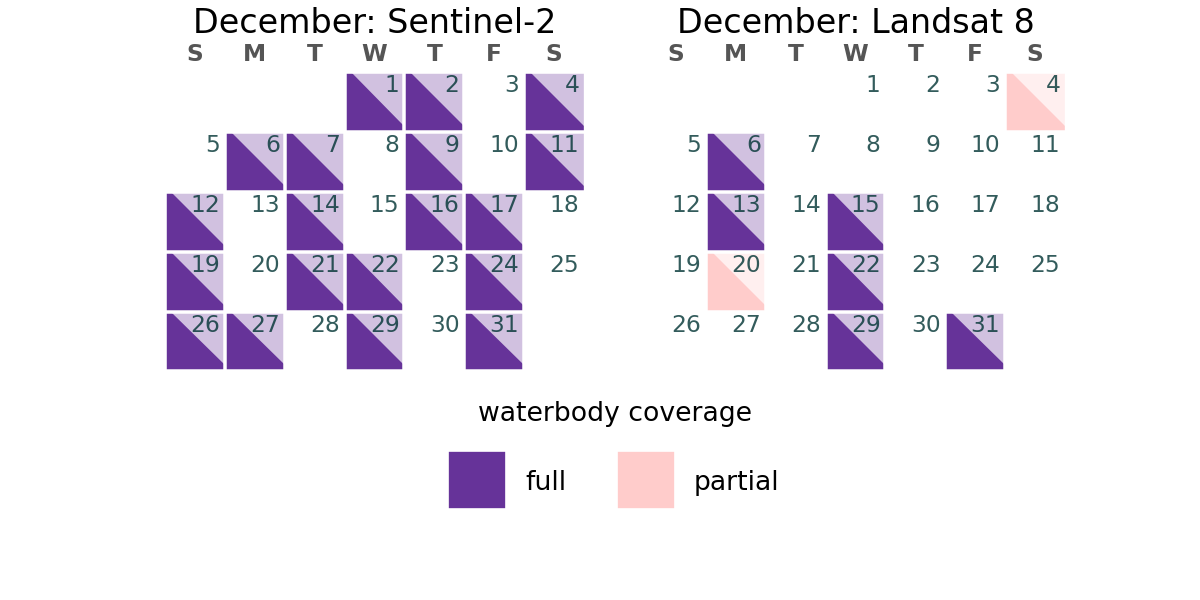 December: Sentinel-2
S M T W T F S
1 2 3 4
5 6 7 8 9 10 11
12 13 14 15 16 17 18
19 20 21 22 23 24 25
26 27 28 29 30 31
December: Landsat 8
S M T W T F S
1 2 3 4
5 6 7 8 9 10 11
12 13 14 15 16 17 18
19 20 21 22 23 24 25
26 27 28 29 30 31
waterbody coverage
full partial